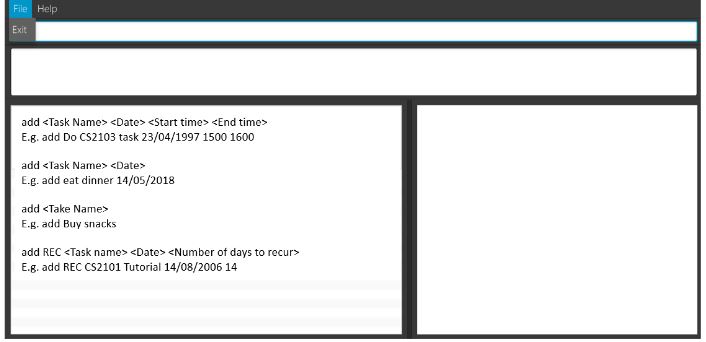 File Help
Exit
add <Task Name> <Date> <Start time> <End time>
E.g. add Do CS2103 task 23/04/1997 1500 1600
add <Task Name> <Date>
E.g. add eat dinner 14/05/2018
add <Take Name>
E.g. add Buy snacks
add REC <Task name> <Date> <Number of days to recur>
E.g. add REC CS2101 Tutorial 14/08/2006 14